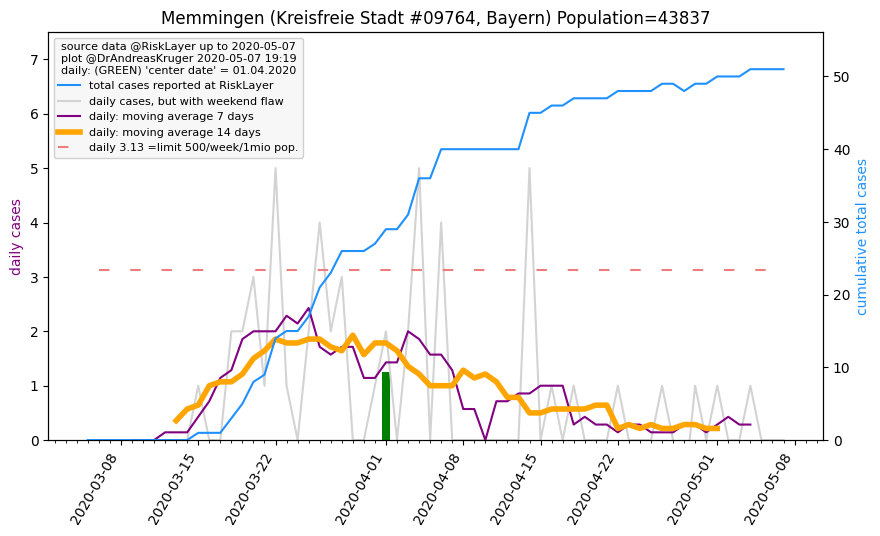 Memmingen (Kreisfreie Stadt #09764, Bayern) Population=43837
source data @RiskLayer up to 2020-05-07
plot @DrAndreasKruger 2020-05-07 19:19
daily: (GREEN) 'center date' = 01.04.2020
total cases reported at RiskLayer
daily cases, but with weekend flaw
daily: moving average 7 days
daily: moving average 14 days
daily 3.13 =limit 500/week/1mio pop.
daily cases
7
6
5
4
3
2
1
0
cumulative total cases
50
40
30
20
10
0
2020-03-08
2020-03-15
2020-03-22
2020-04-01
2020-04-08
2020-04-15
2020-04-22
2020-05-01
2020-05-08